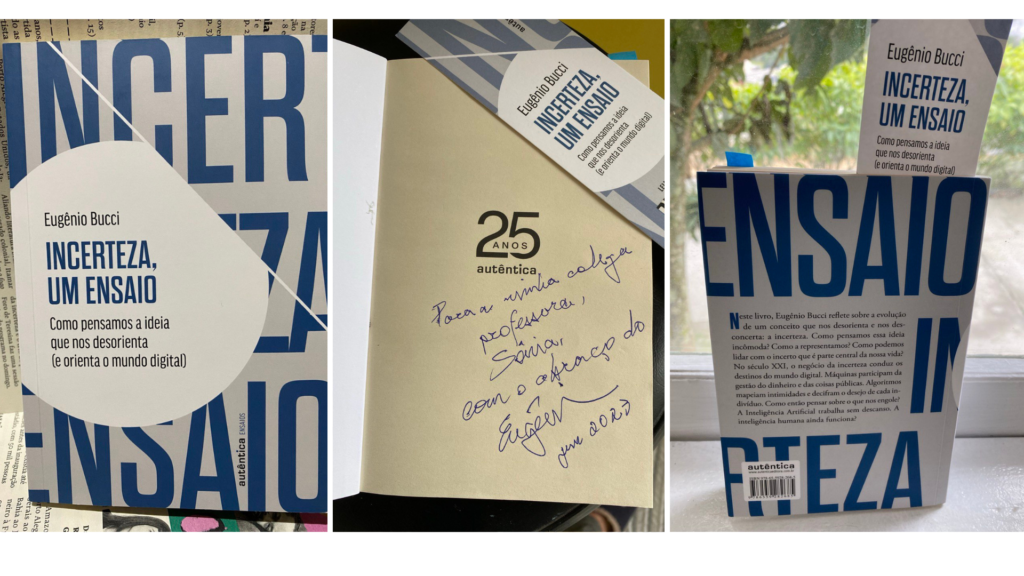 INCERT
Eugênio Bucci
INCERTEZA,
UM ENSAIO
Como pensamos a ideia
que nos desorienta
(e orienta o mundo digital)
ZA
ENSAIO
autêntica ENSAIOS
Eugênio Bucci
INCERTEZA,
UM ENSAIO
Como pensamos a ideia
que nos desorienta
(e orienta o mundo digital)
25
ANOS
autêntica
Para a minha colega
professora,
Sônia,
com o abraço do
Eugênio
jun 2023
Eugênio Bucci
INCERTEZA,
UM ENSAIO
Como pensamos a ideia
que nos desorienta
(e orienta o mundo digital)
ENSAIO
Neste livro, Eugênio Bucci reflete sobre a evolução
de um conceito que nos desorienta e nos des-
concerta: a incerteza. Como pensamos essa ideia
incômoda? Como a representamos? Como podemos
lidar com o incerto que é parte central da nossa vida?
No século XXI, o negócio da incerteza conduz os
destinos do mundo digital. Máquinas participam da
gestão do dinheiro e das coisas públicas. Algoritmos
mapeiam intimidades e decifram o desejo de cada in-
divíduo. Como então pensar sobre o que nos engole?
A Inteligência Artificial trabalha sem descanso. A
inteligência humana ainda funciona?
IN
RTEZA
autêntica